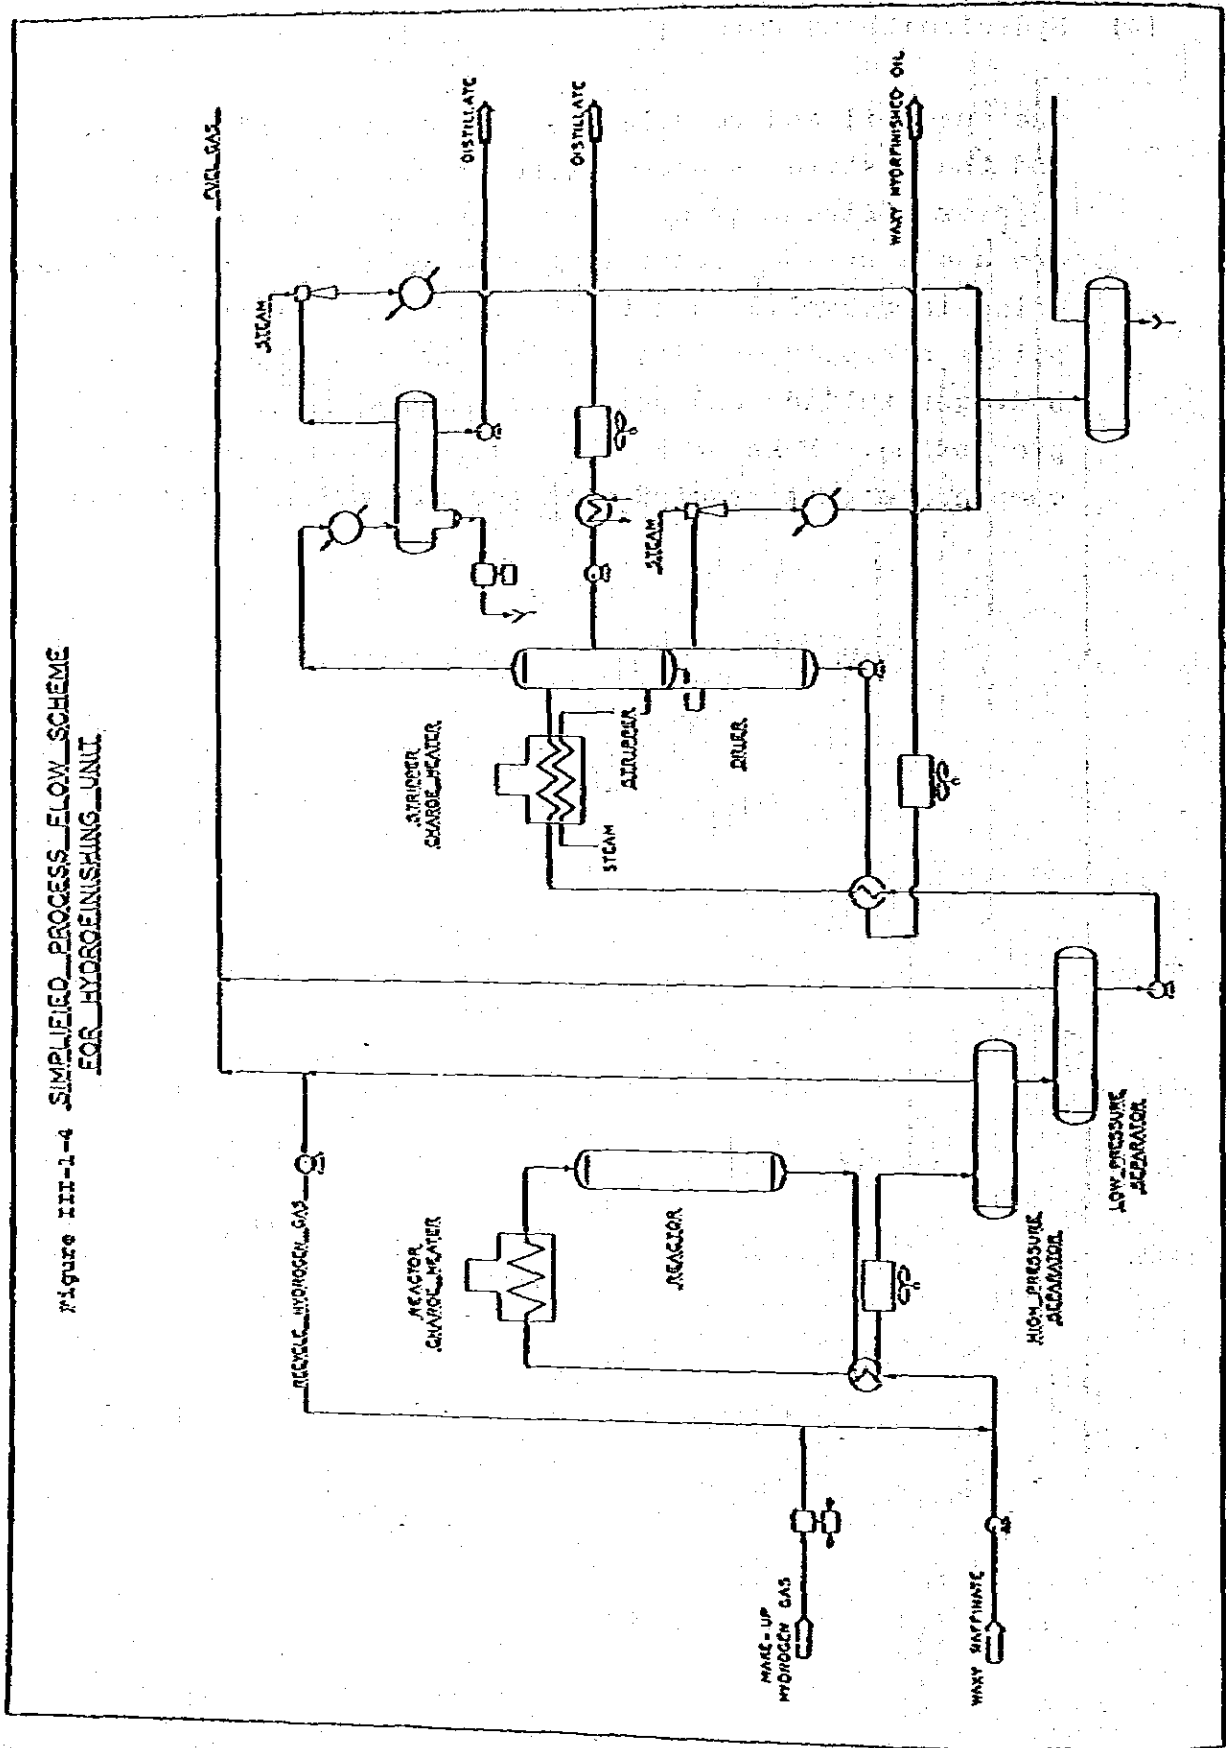 Figure III-1-4 SIMPLIFIED PROCESS FLOW SCHEME
FOR HYDROFINISHING UNIT
FUEL GAS
RECYCLE HYDROGEN GAS
STEAM
DISTILLATE
DISTILLATE
REACTOR
CHARGE HEATER
STRIPPER
CHARGE HEATER
STEAM
STRIPPER
STEAM
REACTOR
DRIER
MAKE-UP
HYDROGEN GAS
WAXY HYDRFINISHED OIL
WAXY RAFFINATE
HIGH PRESSURE
SEPARATOR
LOW PRESSURE
SEPARATOR